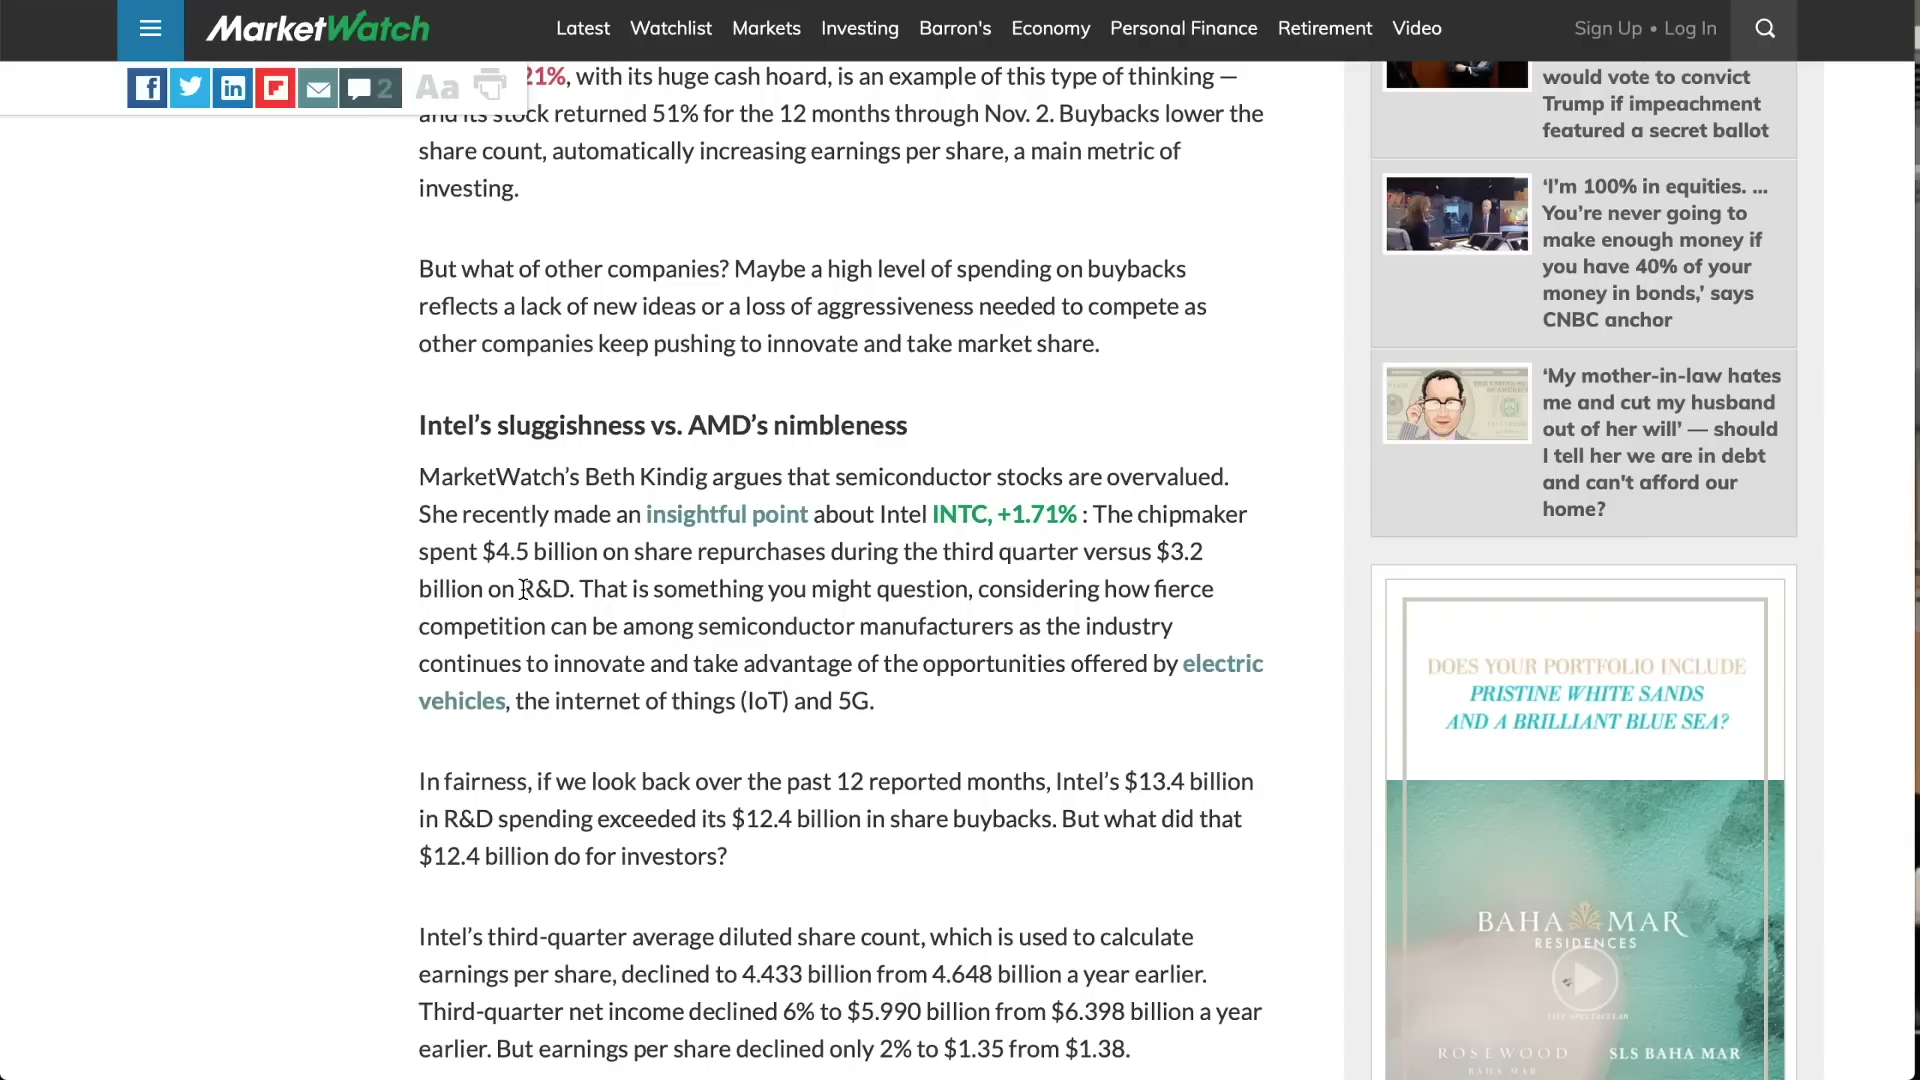 MarketWatch
Latest Watchlist Markets Investing Barron's Economy Personal Finance Retirement Video
Sign Up • Log In
2
Aa
21%, with its huge cash hoard, is an example of this type of thinking —
and its stock returned 51% for the 12 months through Nov. 2. Buybacks lower the
share count, automatically increasing earnings per share, a main metric of
investing.
But what of other companies? Maybe a high level of spending on buybacks
reflects a lack of new ideas or a loss of aggressiveness needed to compete as
other companies keep pushing to innovate and take market share.
Intel’s sluggishness vs. AMD’s nimbleness
MarketWatch’s Beth Kindig argues that semiconductor stocks are overvalued.
She recently made an insightful point about Intel INTC, +1.71% : The chipmaker
spent $4.5 billion on share repurchases during the third quarter versus $3.2
billion on R&D. That is something you might question, considering how fierce
competition can be among semiconductor manufacturers as the industry
continues to innovate and take advantage of the opportunities offered by electric
vehicles, the internet of things (IoT) and 5G.
In fairness, if we look back over the past 12 reported months, Intel’s $13.4 billion
in R&D spending exceeded its $12.4 billion in share buybacks. But what did that
$12.4 billion do for investors?
Intel’s third-quarter average diluted share count, which is used to calculate
earnings per share, declined to 4.433 billion from 4.648 billion a year earlier.
Third-quarter net income declined 6% to $5.990 billion from $6.398 billion a year
earlier. But earnings per share declined only 2% to $1.35 from $1.38.
would vote to convict
Trump if impeachment
featured a secret ballot
‘I’m 100% in equities. ...
You’re never going to
make enough money if
you have 40% of your
money in bonds,’ says
CNBC anchor
‘My mother-in-law hates
me and cut my husband
out of her will’ — should
I tell her we are in debt
and can't afford our
home?
DOES YOUR PORTFOLIO INCLUDE
PRISTINE WHITE SANDS
AND A BRILLIANT BLUE SEA?
BAHA MAR
RESIDENCES
LIFE SPECTACULAR
ROSEWOOD SLS BAHA MAR
BAHA MAR